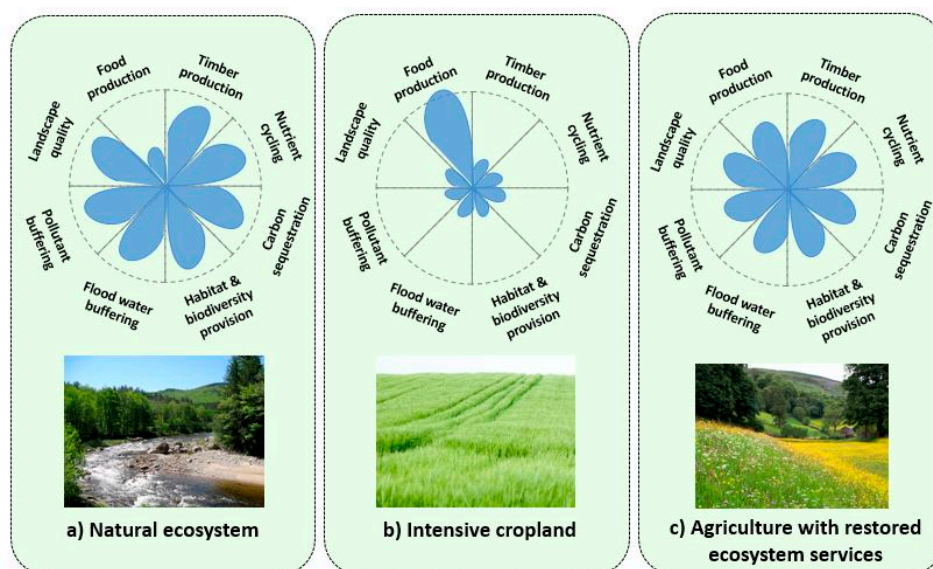 Food
production
Timber
production
Nutrient
cycling
Carbon
sequestration
Habitat &
biodiversity
provision
Flood water
buffering
Pollutant
buffering
Landscape
quality
a) Natural ecosystem
Food
production
Timber
production
Nutrient
cycling
Carbon
sequestration
Habitat &
biodiversity
provision
Flood water
buffering
Pollutant
buffering
Landscape
quality
b) Intensive cropland
Food
production
Timber
production
Nutrient
cycling
Carbon
sequestration
Habitat &
biodiversity
provision
Flood water
buffering
Pollutant
buffering
Landscape
quality
c) Agriculture with restored
ecosystem services